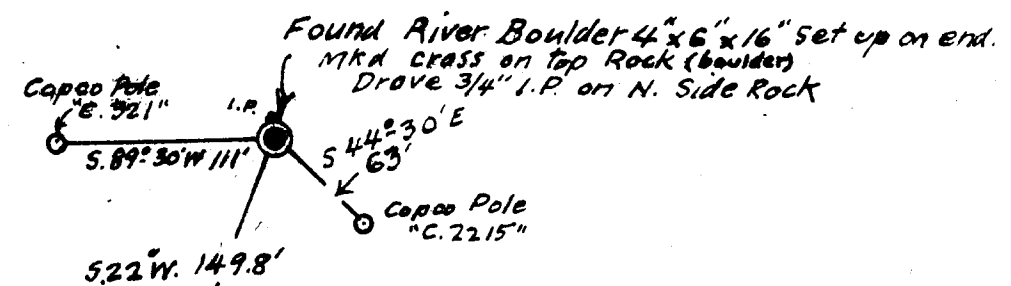 Found River Boulder 4"x6"x16" set up on end.
Mkd cross on top Rock (boulder)
Drove 3/4" I.P. on N. Side Rock
Copco Pole
"E. 321"
I.P.
S. 89°30'W 111'
S 44°30'E
63'
Copco Pole
"C. 2215"
S.22°W. 149.8'